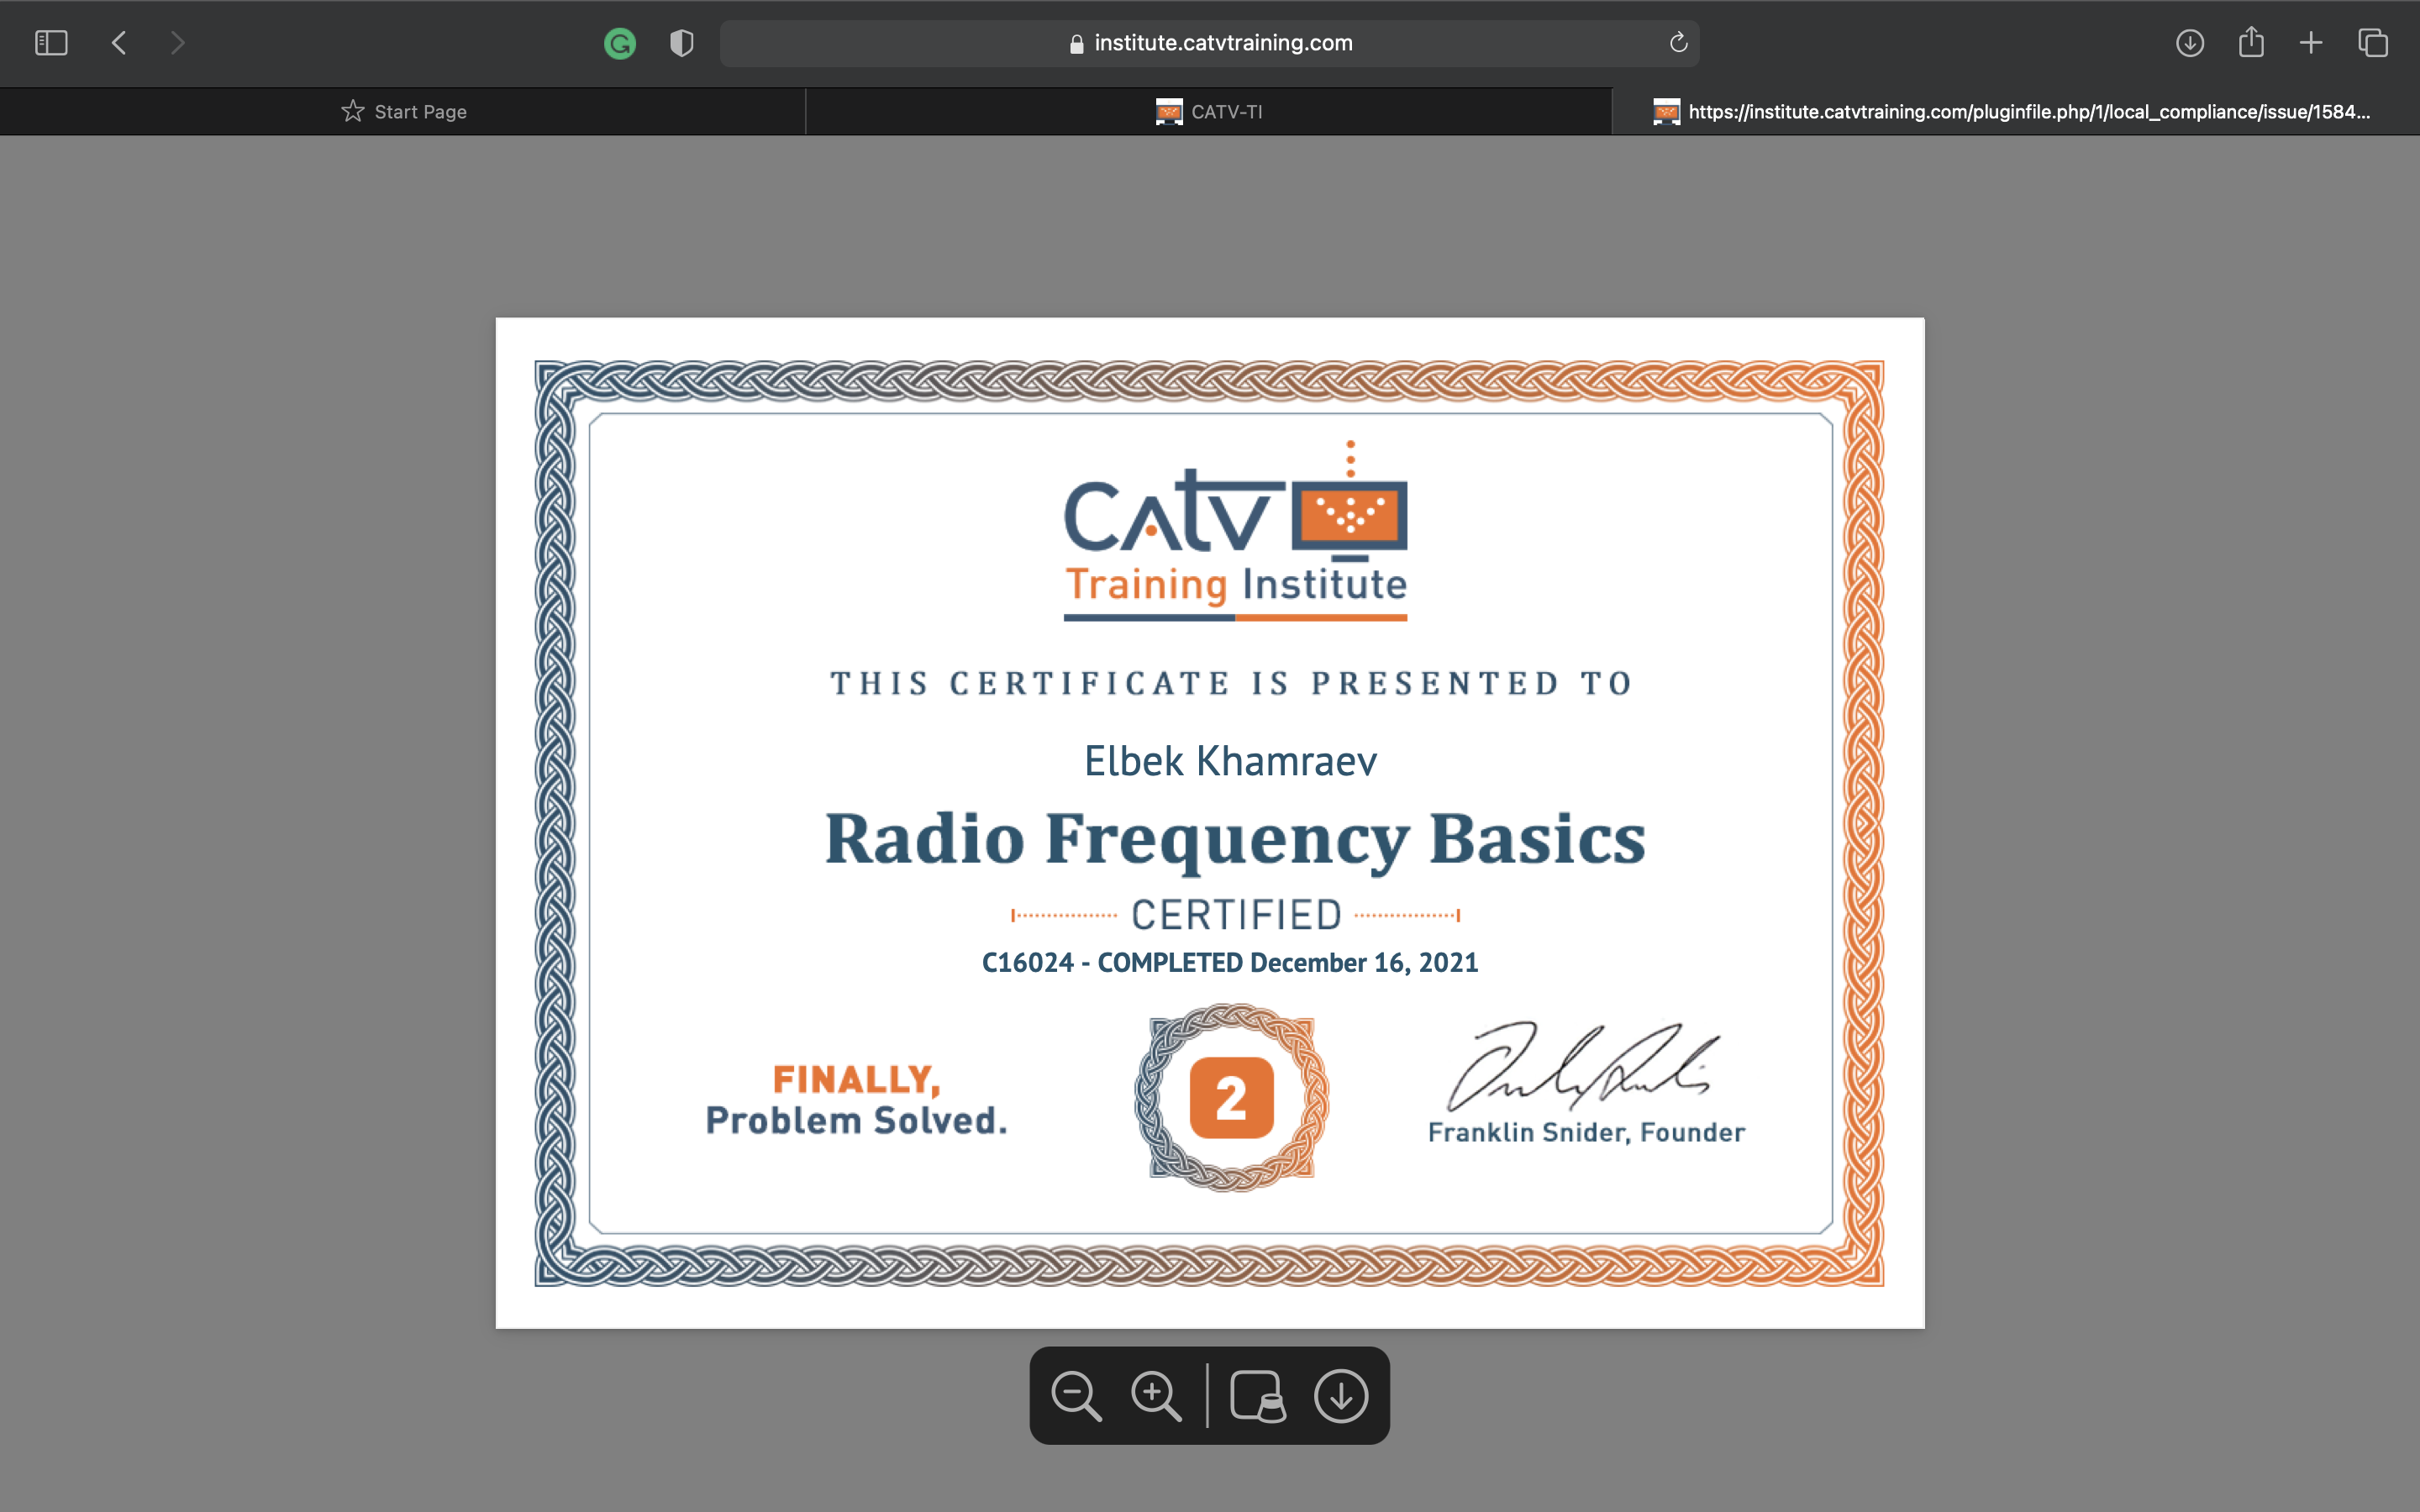 institute.catvtraining.com
Start Page
CATV-TI
https://institute.catvtraining.com/pluginfile.php/1/local_compliance/issue/1584...
Catv
Training Institute
THIS CERTIFICATE IS PRESENTED TO
Elbek Khamraev
Radio Frequency Basics
CERTIFIED
C16024 - COMPLETED December 16, 2021
FINALLY,
Problem Solved.
2
Franklin Snider, Founder